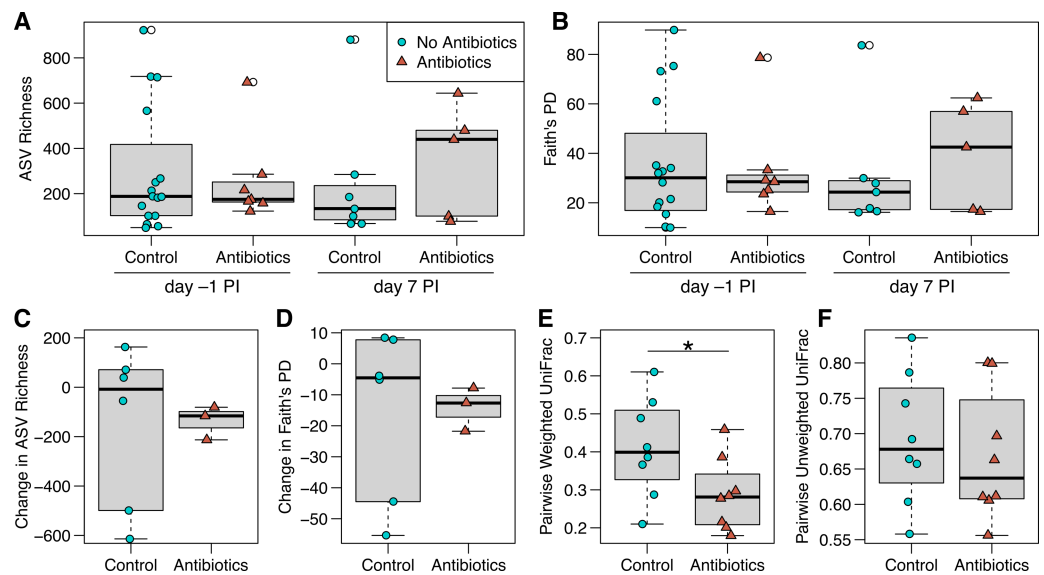 A
ASV Richness
800
600
400
200
No Antibiotics
Antibiotics
Control
Antibiotics
Control
Antibiotics
day –1 PI
day 7 PI
B
Faith's PD
80
60
40
20
Control
Antibiotics
Control
Antibiotics
day –1 PI
day 7 PI
C
Change in ASV Richness
200
0
−200
−400
−600
Control
Antibiotics
D
Change in Faith's PD
10
0
−10
−20
−30
−40
−50
Control
Antibiotics
E
Pairwise Weighted UniFrac
0.7
0.6
0.5
0.4
0.3
0.2
*
Control
Antibiotics
F
Pairwise Unweighted UniFrac
0.80
0.75
0.70
0.65
0.60
0.55
Control
Antibiotics